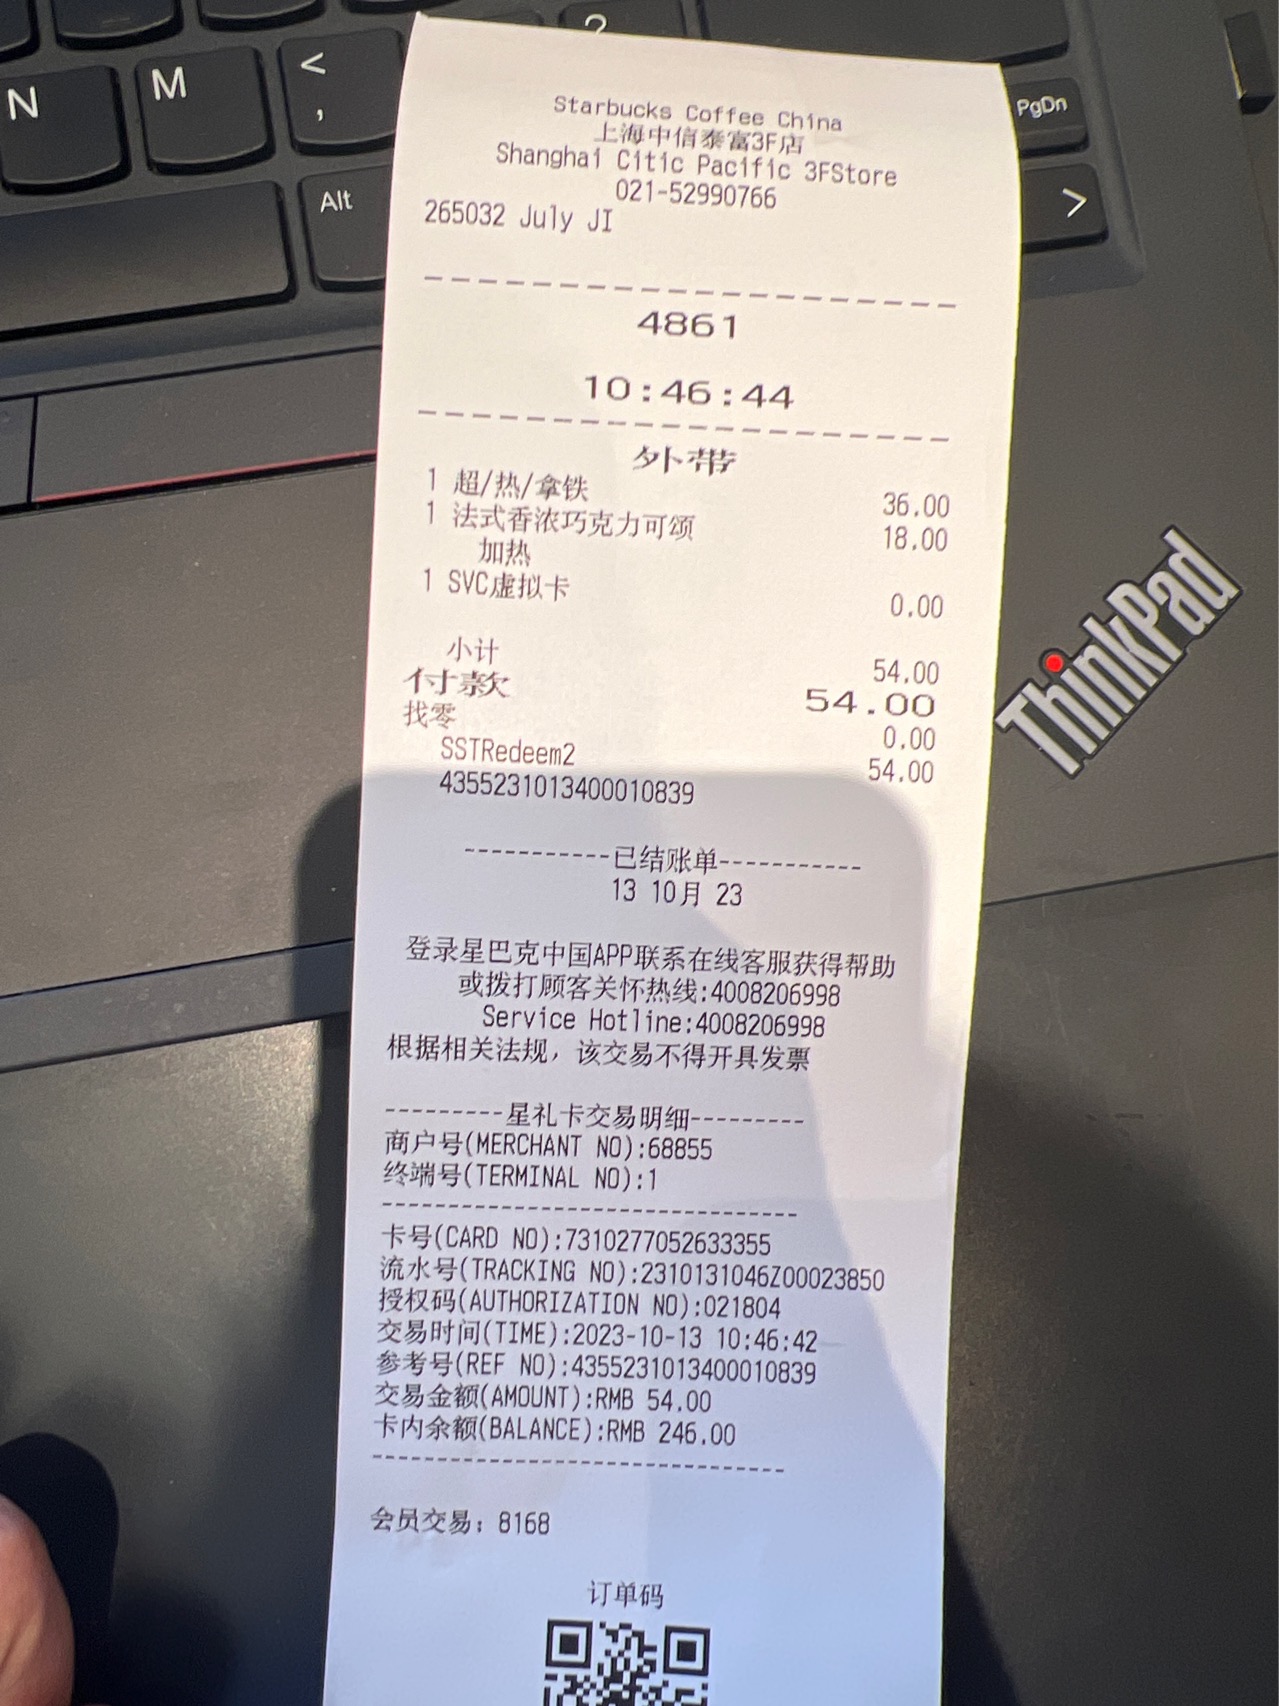 ?
N
M
<
,
PgDn
Alt
>
Starbucks Coffee China
上海中信泰富3F店
Shanghai Citic Pacific 3FStore
021-52990766
265032 July JI
--------------------
4861
10:46:44
--------------------
外带
1 超/热/拿铁 36.00
1 法式香浓巧克力可颂 18.00
加热
1 SVC虚拟卡 0.00
小计 54.00
付款 54.00
找零 0.00
SSTRedeem2 54.00
4355231013400010839
-----------已结账单-----------
13 10月 23
登录星巴克中国APP联系在线客服获得帮助
或拨打顾客关怀热线:4008206998
Service Hotline:4008206998
根据相关法规，该交易不得开具发票
---------星礼卡交易明细---------
商户号(MERCHANT NO):68855
终端号(TERMINAL NO):1
--------------------------------
卡号(CARD NO):7310277052633355
流水号(TRACKING NO):2310131046Z00023850
授权码(AUTHORIZATION NO):021804
交易时间(TIME):2023-10-13 10:46:42
参考号(REF NO):4355231013400010839
交易金额(AMOUNT):RMB 54.00
卡内余额(BALANCE):RMB 246.00
--------------------------------
会员交易：8168
订单码
ThinkPad